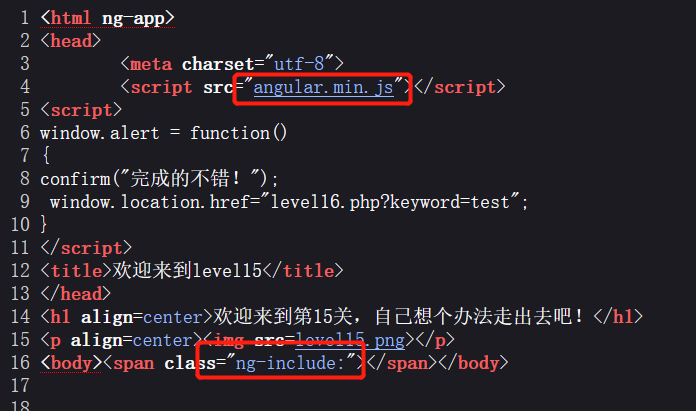 1 <html ng-app>
2 <head>
3 <meta charset="utf-8">
4 <script src="angular.min.js"></script>
5 <script>
6 window.alert = function()
7 {
8 confirm("完成的不错！");
9 window.location.href="level16.php?keyword=test";
10 }
11 </script>
12 <title>欢迎来到level15</title>
13 </head>
14 <h1 align=center>欢迎来到第15关，自己想个办法走出去吧！</h1>
15 <p align=center><img src=level15.png></p>
16 <body><span class="ng-include:"></span></body>
17
18